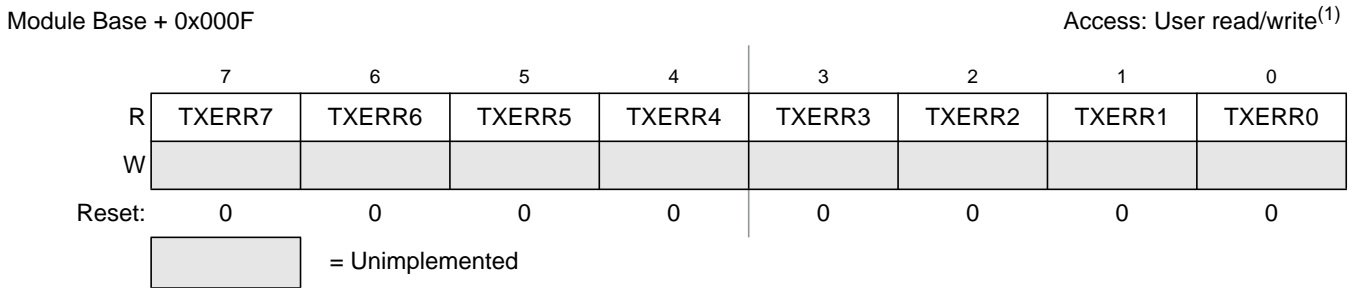 Module Base + 0x000F Access: User read/write(1)
7 6 5 4 3 2 1 0
R TXERR7 TXERR6 TXERR5 TXERR4 TXERR3 TXERR2 TXERR1 TXERR0
W
Reset: 0 0 0 0 0 0 0 0
= Unimplemented